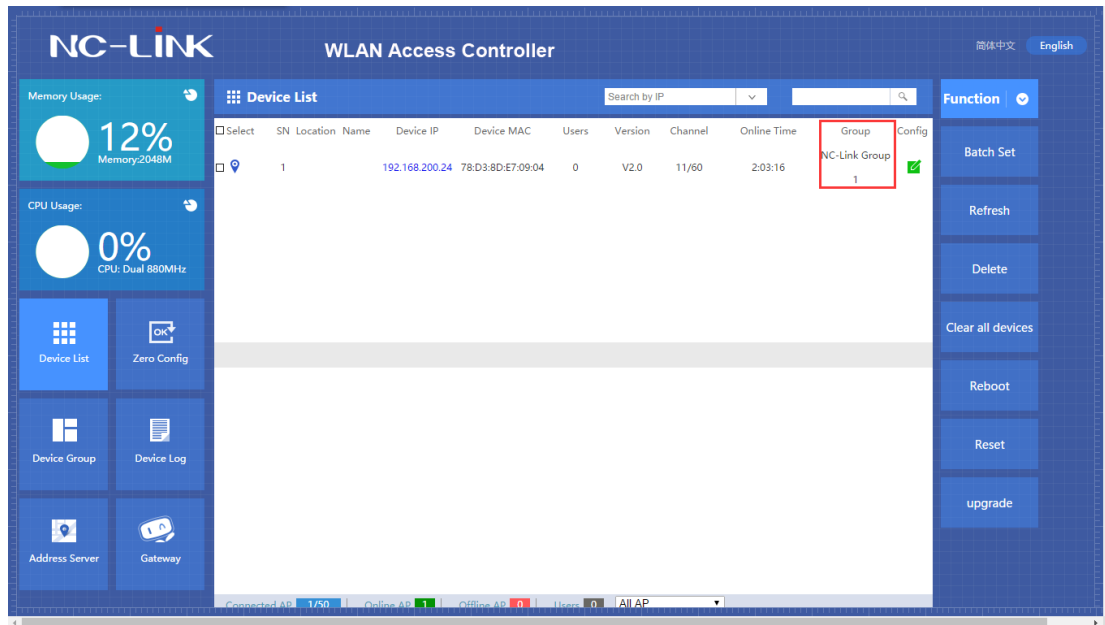 NC-LINK
WLAN Access Controller
简体中文 English
Memory Usage:
12%
Memory:2048M
CPU Usage:
0%
CPU: Dual 880MHz
Device List
Zero Config
Device Group
Device Log
Address Server
Gateway
Device List
Search by IP
Select SN Location Name Device IP Device MAC Users Version Channel Online Time Group Config
1 192.168.200.24 78:D3:8D:E7:09:04 0 V2.0 11/60 2:03:16 NC-Link Group
1
Connected AP 1/50 Online AP 1 Offline AP 0 Users 0 All AP
Function
Batch Set
Refresh
Delete
Clear all devices
Reboot
Reset
upgrade